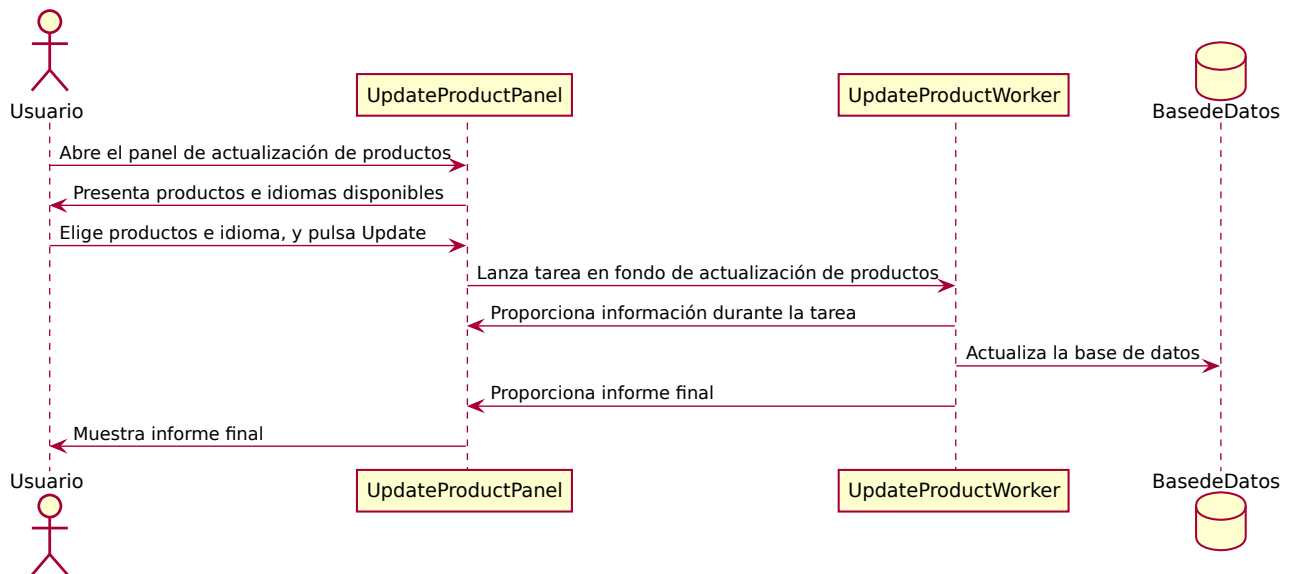 Usuario
UpdateProductPanel
UpdateProductWorker
BasedeDatos
Abre el panel de actualización de productos
Presenta productos e idiomas disponibles
Elige productos e idioma, y pulsa Update
Lanza tarea en fondo de actualización de productos
Proporciona información durante la tarea
Actualiza la base de datos
Proporciona informe final
Muestra informe final
Usuario
UpdateProductPanel
UpdateProductWorker
BasedeDatos